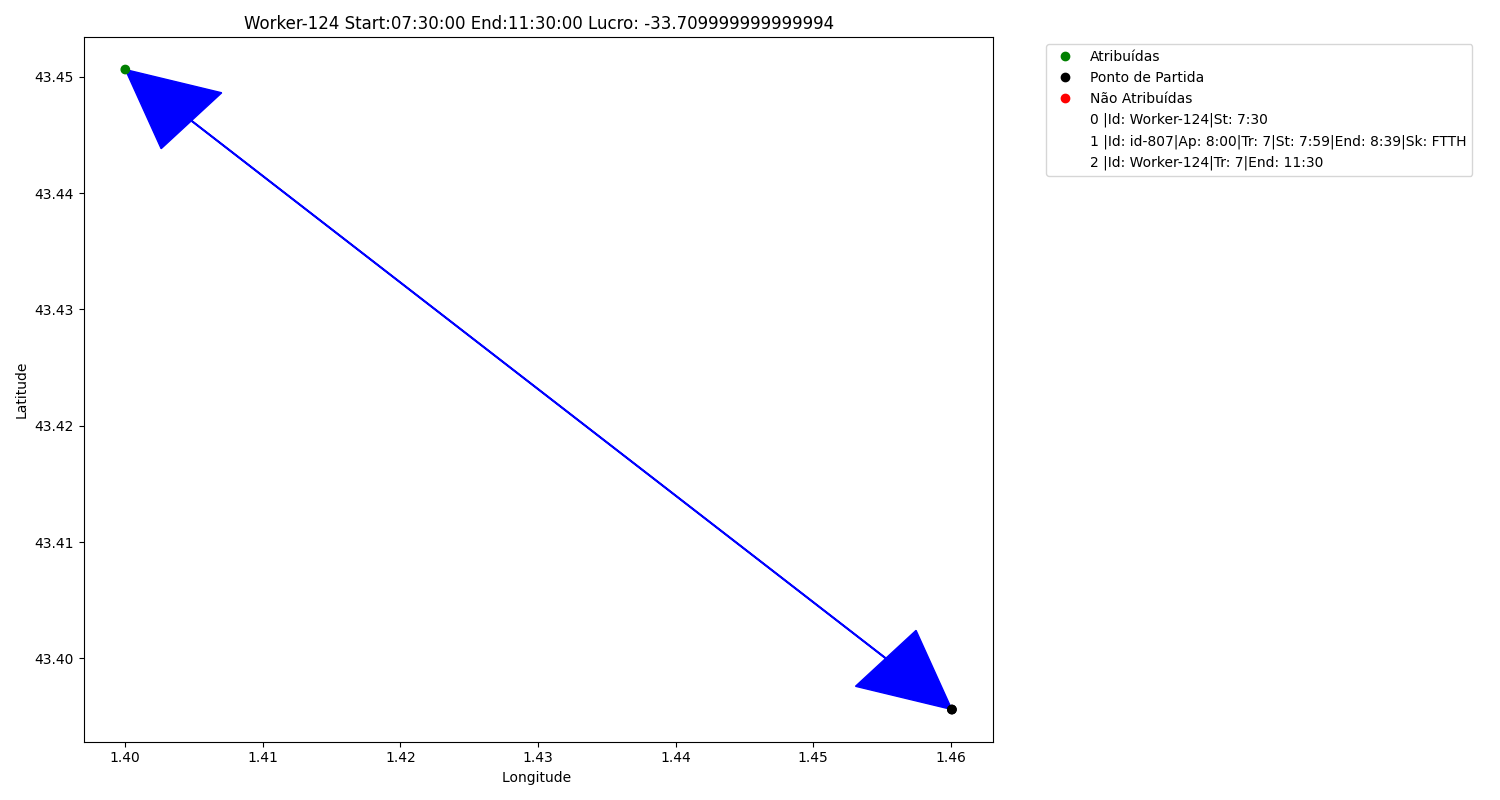 Worker-124 Start:07:30:00 End:11:30:00 Lucro: -33.709999999999994
Atribuídas
Ponto de Partida
Não Atribuídas
0 |Id: Worker-124|St: 7:30
1 |Id: id-807|Ap: 8:00|Tr: 7|St: 7:59|End: 8:39|Sk: FTTH
2 |Id: Worker-124|Tr: 7|End: 11:30
Latitude
43.45
43.44
43.43
43.42
43.41
43.40
1.40 1.41 1.42 1.43 1.44 1.45 1.46
Longitude